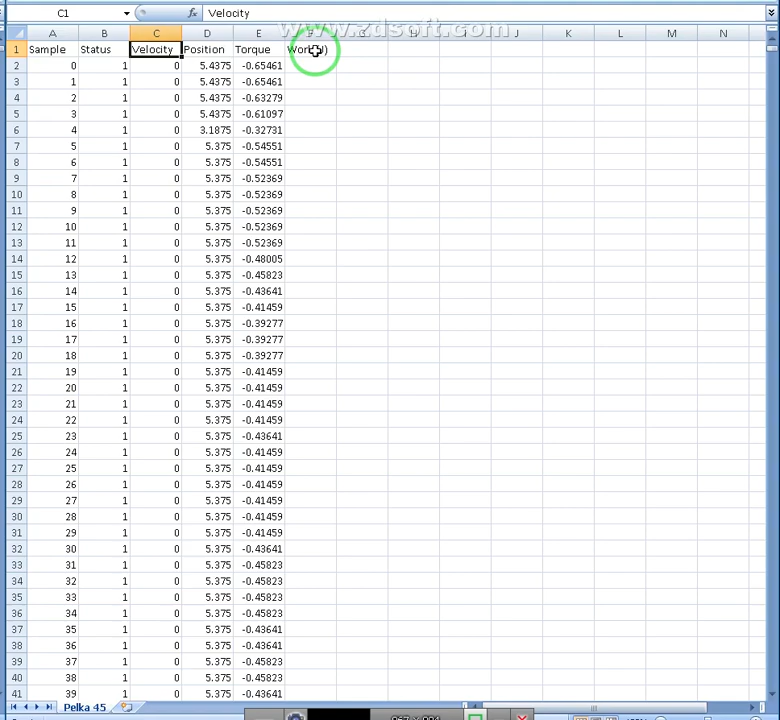 C1 fx Velocity
www.zdsoft.com
A B C D E F G H I J K L M N
1 Sample Status Velocity Position Torque Work(J)
2 0 1 0 5.4375 -0.65461
3 1 1 0 5.4375 -0.65461
4 2 1 0 5.4375 -0.63279
5 3 1 0 5.4375 -0.61097
6 4 1 0 3.1875 -0.32731
7 5 1 0 5.375 -0.54551
8 6 1 0 5.375 -0.54551
9 7 1 0 5.375 -0.52369
10 8 1 0 5.375 -0.52369
11 9 1 0 5.375 -0.52369
12 10 1 0 5.375 -0.52369
13 11 1 0 5.375 -0.52369
14 12 1 0 5.375 -0.48005
15 13 1 0 5.375 -0.45823
16 14 1 0 5.375 -0.43641
17 15 1 0 5.375 -0.41459
18 16 1 0 5.375 -0.39277
19 17 1 0 5.375 -0.39277
20 18 1 0 5.375 -0.39277
21 19 1 0 5.375 -0.41459
22 20 1 0 5.375 -0.41459
23 21 1 0 5.375 -0.41459
24 22 1 0 5.375 -0.41459
25 23 1 0 5.375 -0.43641
26 24 1 0 5.375 -0.41459
27 25 1 0 5.375 -0.41459
28 26 1 0 5.375 -0.41459
29 27 1 0 5.375 -0.41459
30 28 1 0 5.375 -0.41459
31 29 1 0 5.375 -0.41459
32 30 1 0 5.375 -0.43641
33 31 1 0 5.375 -0.45823
34 32 1 0 5.375 -0.45823
35 33 1 0 5.375 -0.45823
36 34 1 0 5.375 -0.45823
37 35 1 0 5.375 -0.43641
38 36 1 0 5.375 -0.43641
39 37 1 0 5.375 -0.45823
40 38 1 0 5.375 -0.45823
41 39 1 0 5.375 -0.43641
Pelka 45